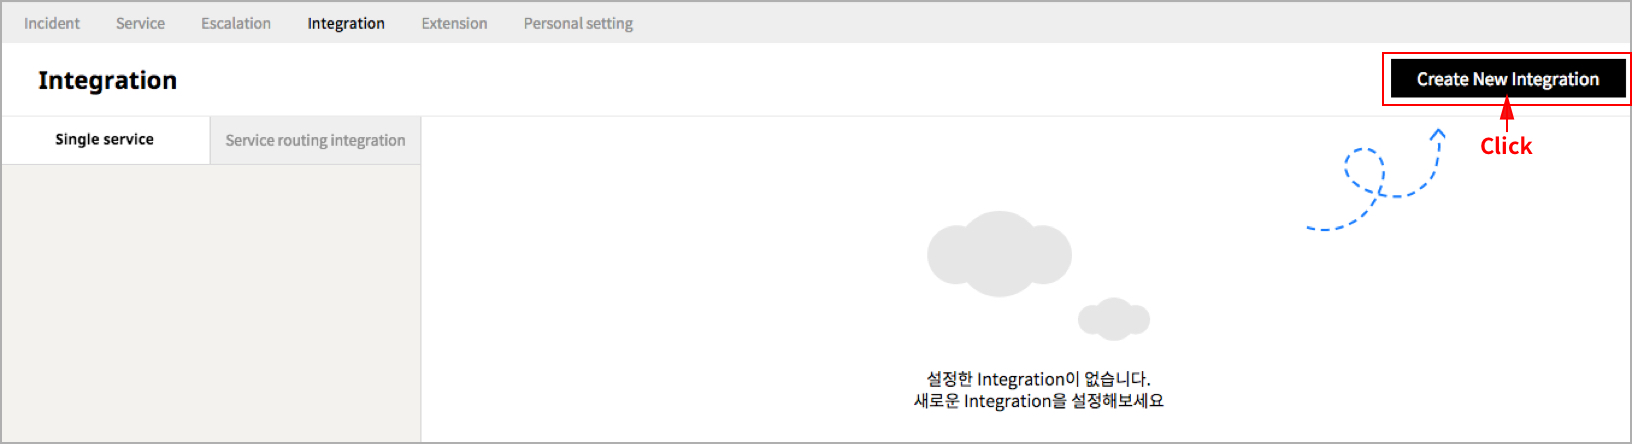 Incident Service Escalation Integration Extension Personal setting
Integration
Create New Integration
Single service Service routing integration
Click
설정한 Integration이 없습니다.
새로운 Integration을 설정해보세요